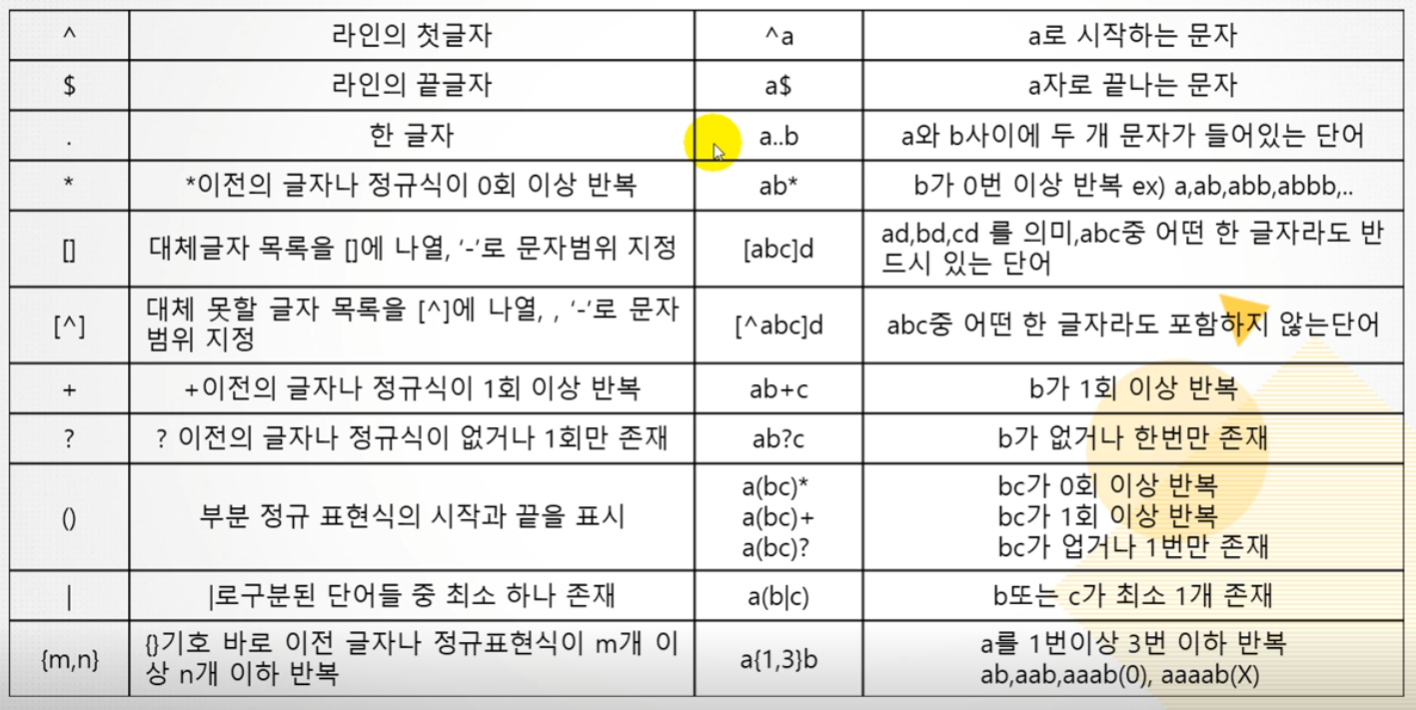 ^ 라인의 첫글자 ^a a로 시작하는 문자
$ 라인의 끝글자 a$ a자로 끝나는 문자
. 한 글자 a..b a와 b사이에 두 개 문자가 들어있는 단어
* *이전의 글자나 정규식이 0회 이상 반복 ab* b가 0번 이상 반복 ex) a,ab,abb,abbb,..
[] 대체글자 목록을 []에 나열, ‘-’로 문자범위 지정 [abc]d ad,bd,cd 를 의미,abc중 어떤 한 글자라도 반
드시 있는 단어
[^] 대체 못할 글자 목록을 [^]에 나열, , ‘-’로 문자
범위 지정 [^abc]d abc중 어떤 한 글자라도 포함하지 않는단어
+ +이전의 글자나 정규식이 1회 이상 반복 ab+c b가 1회 이상 반복
? ? 이전의 글자나 정규식이 없거나 1회만 존재 ab?c b가 없거나 한번만 존재
() 부분 정규 표현식의 시작과 끝을 표시
a(bc)* bc가 0회 이상 반복
a(bc)+ bc가 1회 이상 반복
a(bc)? bc가 업거나 1번만 존재
| |로구분된 단어들 중 최소 하나 존재 a(b|c) b또는 c가 최소 1개 존재
{m,n} {}기호 바로 이전 글자나 정규표현식이 m개 이
상 n개 이하 반복 a{1,3}b a를 1번이상 3번 이하 반복
ab,aab,aaab(0), aaaab(X)